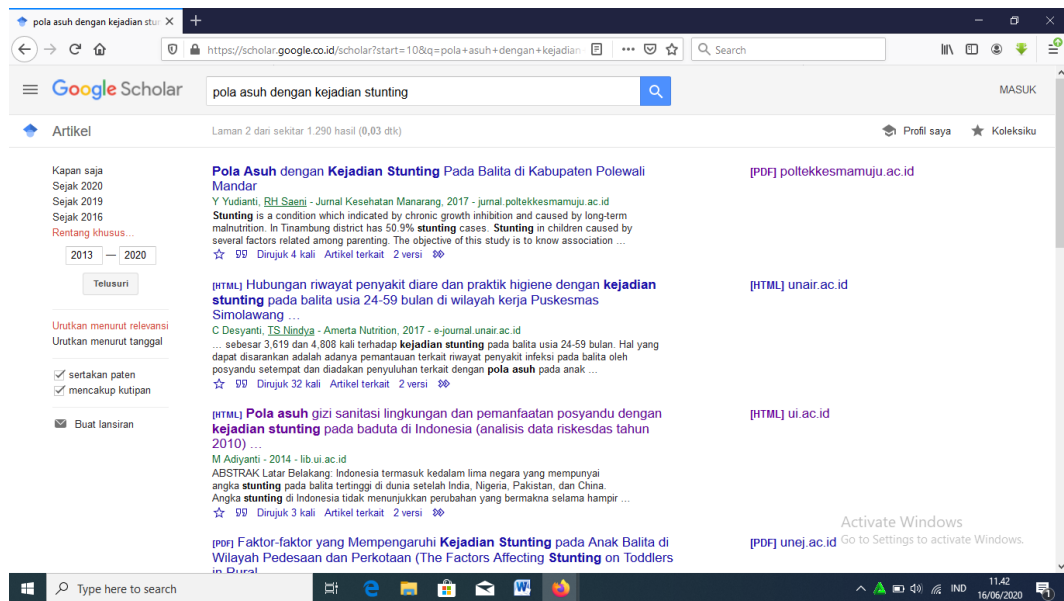 pola asuh dengan kejadian stun
https://scholar.google.co.id/scholar?start=10&q=pola+asuh+dengan+kejadian
Search
Google Scholar
pola asuh dengan kejadian stunting
MASUK
Artikel
Laman 2 dari sekitar 1.290 hasil (0,03 dtk)
Profil saya
Koleksiku
Kapan saja
Sejak 2020
Sejak 2019
Sejak 2016
Rentang khusus...
2013 — 2020
Telusuri
Urutkan menurut relevansi
Urutkan menurut tanggal
sertakan paten
mencakup kutipan
Buat lansiran
Pola Asuh dengan Kejadian Stunting Pada Balita di Kabupaten Polewali
Mandar
[PDF] poltekkesmamuju.ac.id
Y Yudianti, RH Saeni - Jurnal Kesehatan Manarang, 2017 - jurnal.poltekkesmamuju.ac.id
Stunting is a condition which indicated by chronic growth inhibition and caused by long-term
malnutrition. In Tinambung district has 50.9% stunting cases. Stunting in children caused by
several factors related among parenting. The objective of this study is to know association ...
Dirujuk 4 kali Artikel terkait 2 versi
[HTML] Hubungan riwayat penyakit diare dan praktik higiene dengan kejadian
stunting pada balita usia 24-59 bulan di wilayah kerja Puskesmas
Simolawang ...
[HTML] unair.ac.id
C Desyanti, TS Nindya - Amerta Nutrition, 2017 - e-journal.unair.ac.id
... sebesar 3,619 dan 4,808 kali terhadap kejadian stunting pada balita usia 24-59 bulan. Hal yang
dapat disarankan adalah adanya pemantauan terkait riwayat penyakit infeksi pada balita oleh
posyandu setempat dan diadakan penyuluhan terkait dengan pola asuh pada anak ...
Dirujuk 32 kali Artikel terkait 2 versi
[HTML] Pola asuh gizi sanitasi lingkungan dan pemanfaatan posyandu dengan
kejadian stunting pada baduta di Indonesia (analisis data riskesdas tahun
2010) ...
[HTML] ui.ac.id
M Adiyanti - 2014 - lib.ui.ac.id
ABSTRAK Latar Belakang: Indonesia termasuk kedalam lima negara yang mempunyai
angka stunting pada balita tertinggi di dunia setelah India, Nigeria, Pakistan, dan China.
Angka stunting di Indonesia tidak menunjukkan perubahan yang bermakna selama hampir ...
Dirujuk 3 kali Artikel terkait 2 versi
[PDF] Faktor-faktor yang Mempengaruhi Kejadian Stunting pada Anak Balita di
Wilayah Pedesaan dan Perkotaan (The Factors Affecting Stunting on Toddlers
in Rural
[PDF] unej.ac.id
Activate Windows
Go to Settings to activate Windows.
Type here to search
IND
11.42
16/06/2020